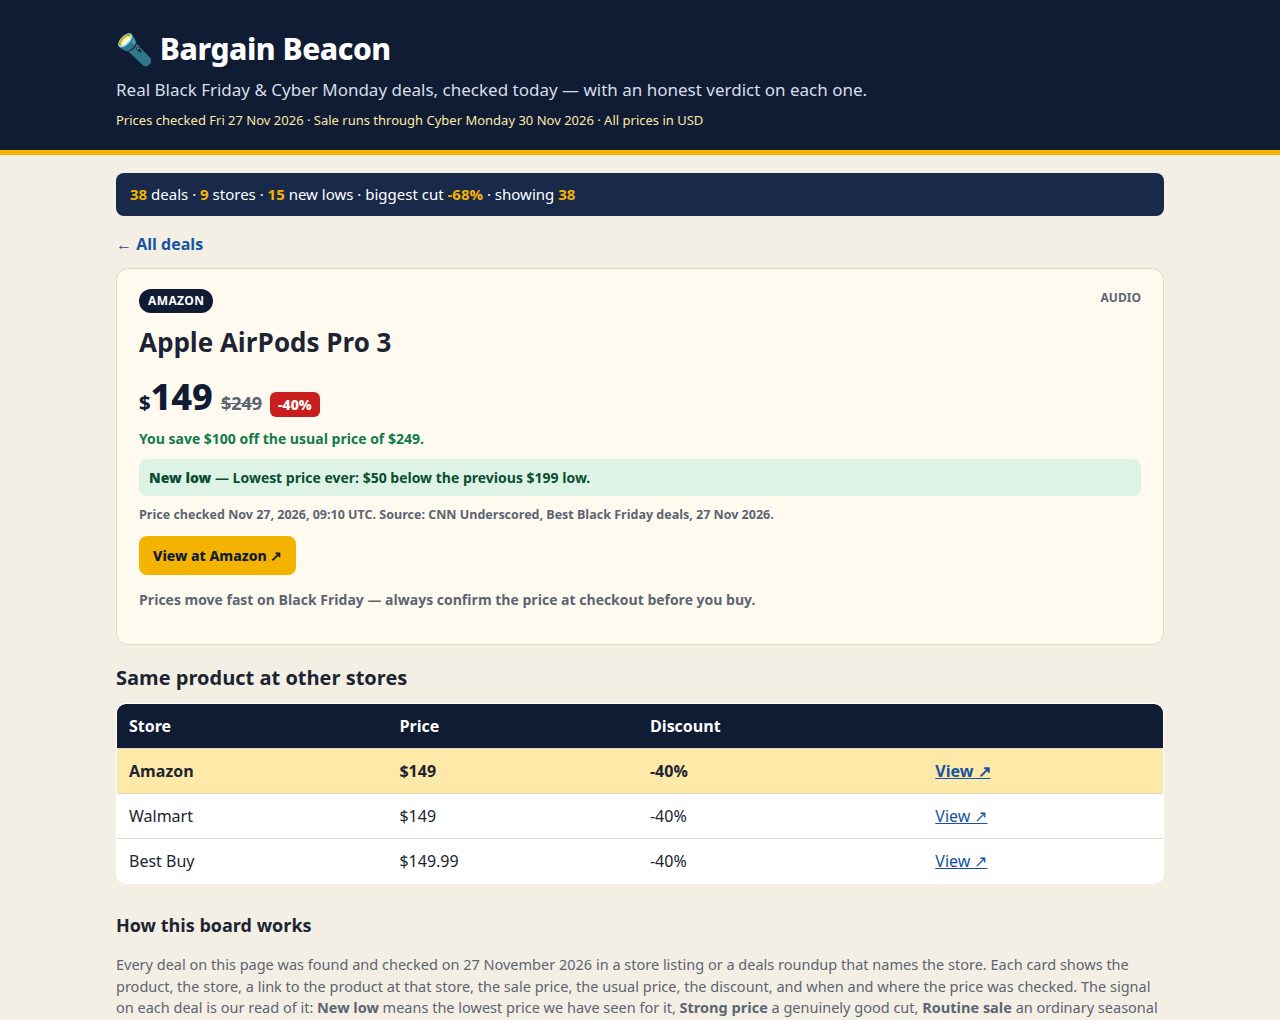 Bargain Beacon
Real Black Friday & Cyber Monday deals, checked today — with an honest verdict on each one.
Prices checked Fri 27 Nov 2026 · Sale runs through Cyber Monday 30 Nov 2026 · All prices in USD
38 deals · 9 stores · 15 new lows · biggest cut -68% · showing 38
← All deals
AMAZON
AUDIO
Apple AirPods Pro 3
$149 $249 -40%
You save $100 off the usual price of $249.
New low — Lowest price ever: $50 below the previous $199 low.
Price checked Nov 27, 2026, 09:10 UTC. Source: CNN Underscored, Best Black Friday deals, 27 Nov 2026.
View at Amazon ↗
Prices move fast on Black Friday — always confirm the price at checkout before you buy.
Same product at other stores
Store Price Discount
Amazon $149 -40% View ↗
Walmart $149 -40% View ↗
Best Buy $149.99 -40% View ↗
How this board works
Every deal on this page was found and checked on 27 November 2026 in a store listing or a deals roundup that names the store. Each card shows the
product, the store, a link to the product at that store, the sale price, the usual price, the discount, and when and where the price was checked. The signal
on each deal is our read of it: New low means the lowest price we have seen for it, Strong price a genuinely good cut, Routine sale an ordinary seasonal